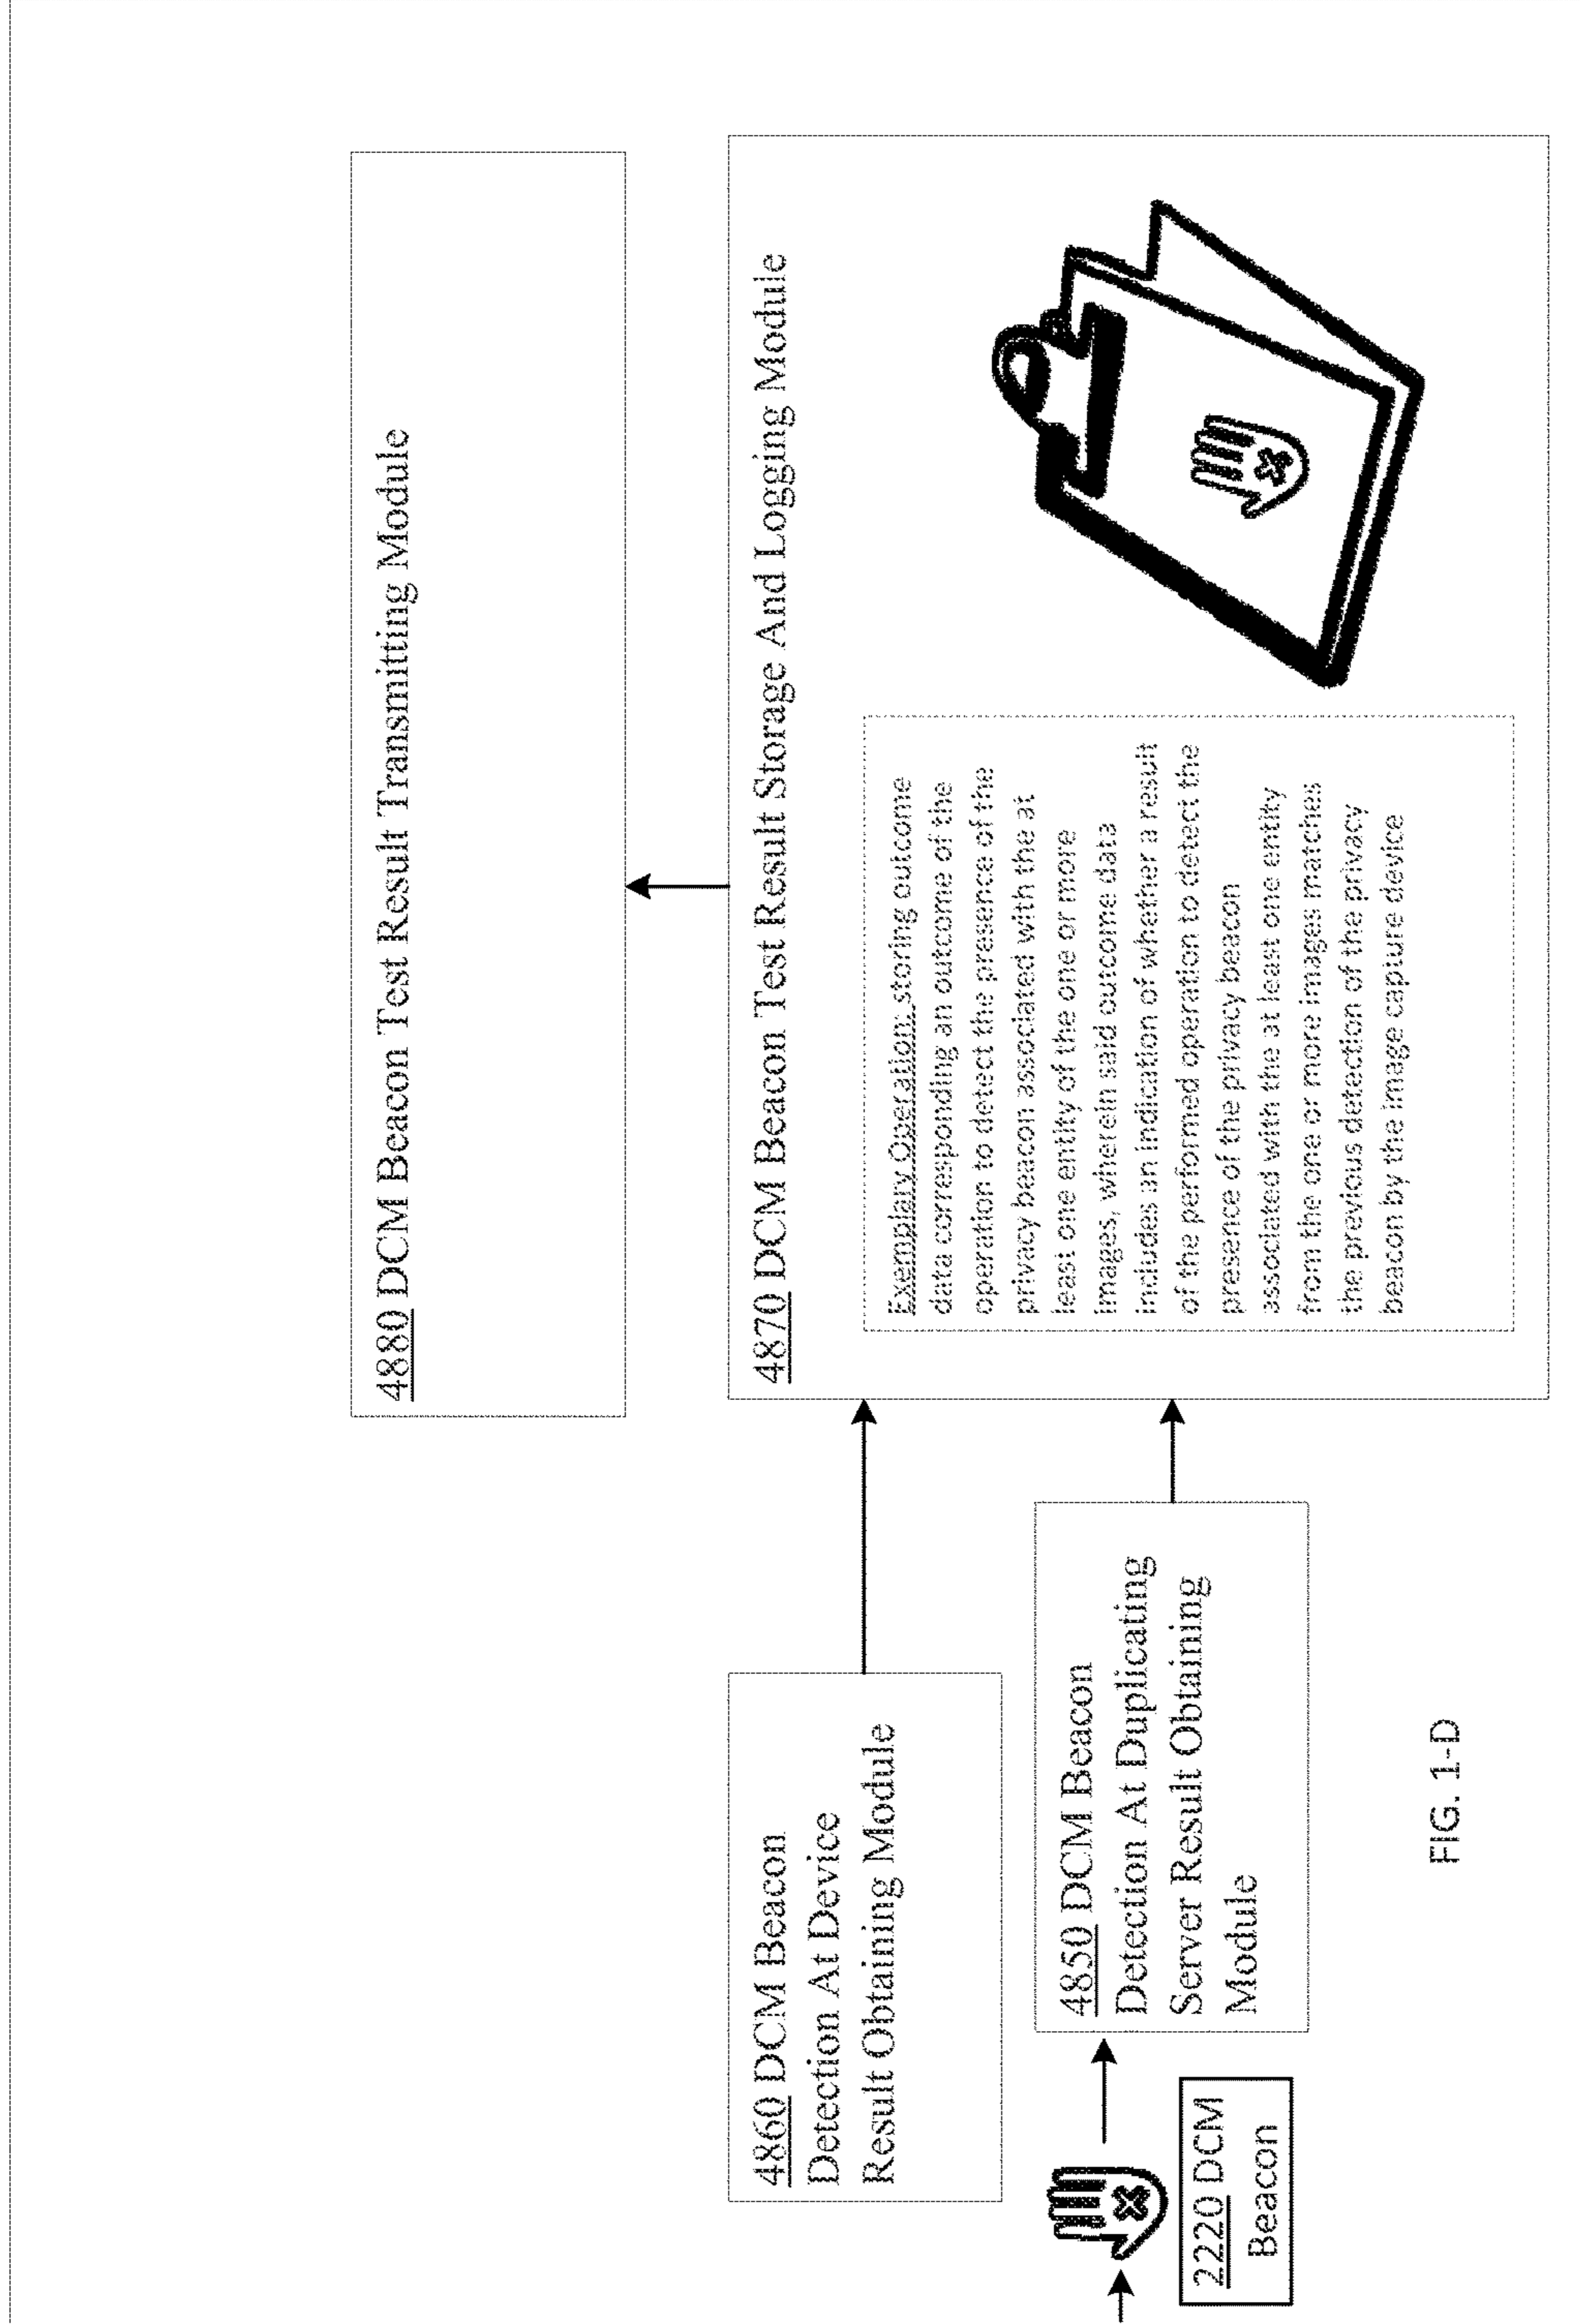 4880 DCM Beacon Test Result Transmitting Module
4870 DCM Beacon Test Result Storage And Logging Module
Exemplary Operation: storing outcome
data corresponding an outcome of the
operation to detect the presence of the
privacy beacon associated with the at
least one entity of the one or more
images, wherein said outcome data
includes an indication of whether a result
of the performed operation to detect the
presence of the privacy beacon
associated with the at least one entity
from the one or more images matches
the previous detection of the privacy
beacon by the image capture device
4860 DCM Beacon
Detection At Device
Result Obtaining Module
4850 DCM Beacon
Detection At Duplicating
Server Result Obtaining
Module
2220 DCM
Beacon
FIG. 1-D